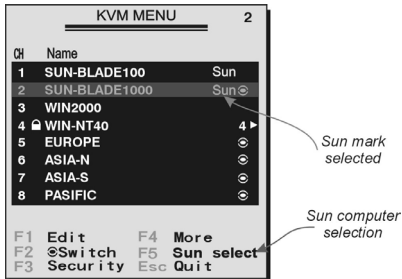 KVM MENU 2
CH Name
1 SUN-BLADE100 Sun
2 SUN-BLADE1000 Sun
3 WIN2000
4 WIN-NT40 4
5 EUROPE
6 ASIA-N
7 ASIA-S
8 PASIFIC
Sun mark
selected
Sun computer
selection
F1 Edit F4 More
F2 Switch F5 Sun select
F3 Security Esc Quit